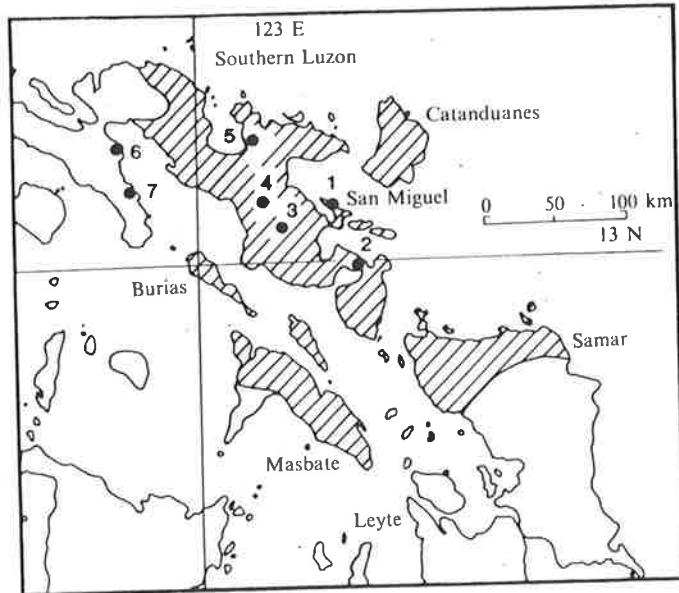 123 E
Southern Luzon
Catanduanes
5
6
1
4
San Miguel
7
3
0 50 100 km
2
13 N
Burias
Samar
Masbate
Leyte